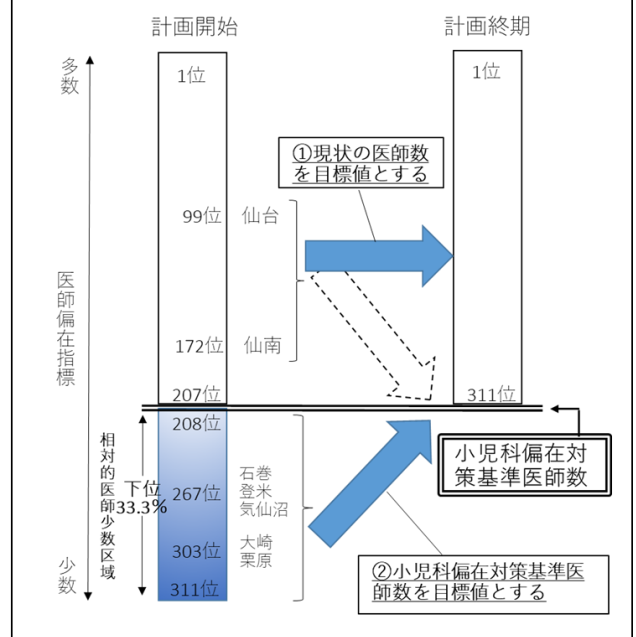 計画開始
計画終期
多数
1位
1位
①現状の医師数
を目標値とする
99位 仙台
医師偏在指標
172位 仙南
207位
311位
208位
相対的医師少数区域
下位
33.3%
小児科偏在対
策基準医師数
石巻
267位 登米
気仙沼
303位 大崎
栗原
少数
311位
②小児科偏在対策基準医
師数を目標値とする